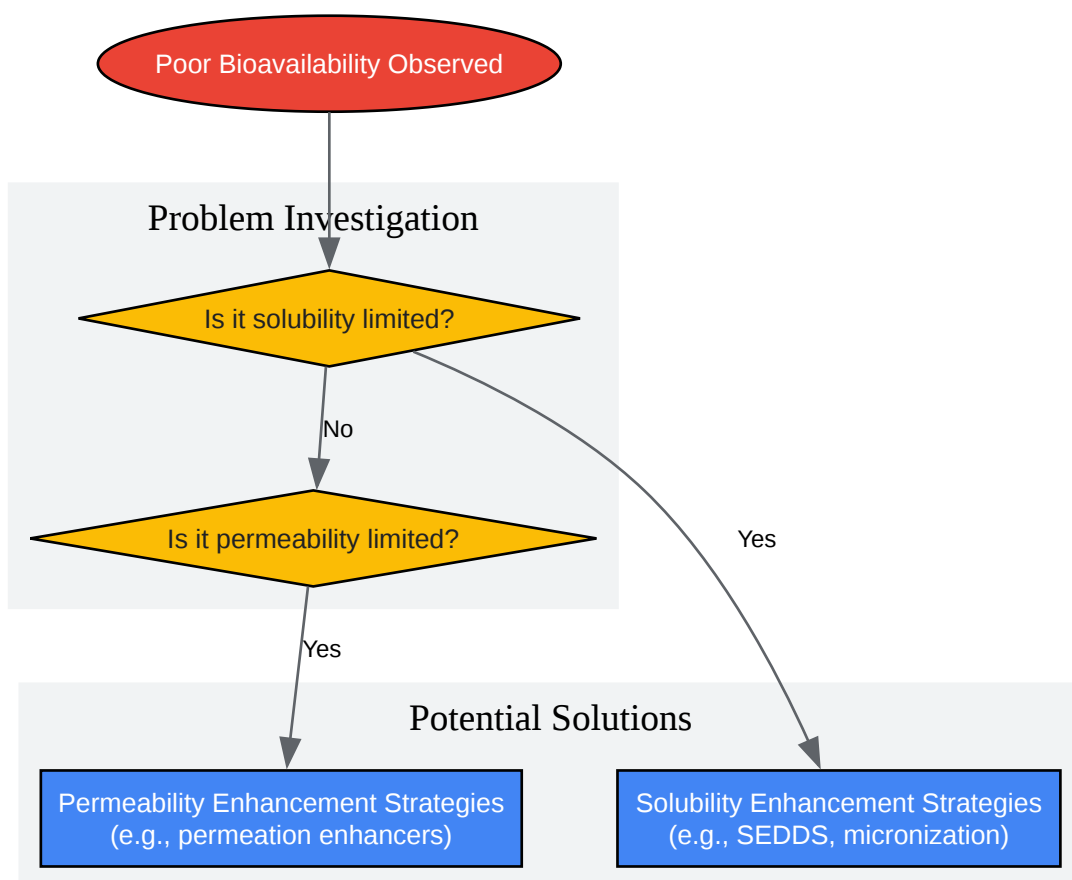 Poor Bioavailability Observed
Problem Investigation
Is it solubility limited?
No
Is it permeability limited?
Yes
Yes
Potential Solutions
Permeability Enhancement Strategies
(e.g., permeation enhancers)
Solubility Enhancement Strategies
(e.g., SEDDS, micronization)